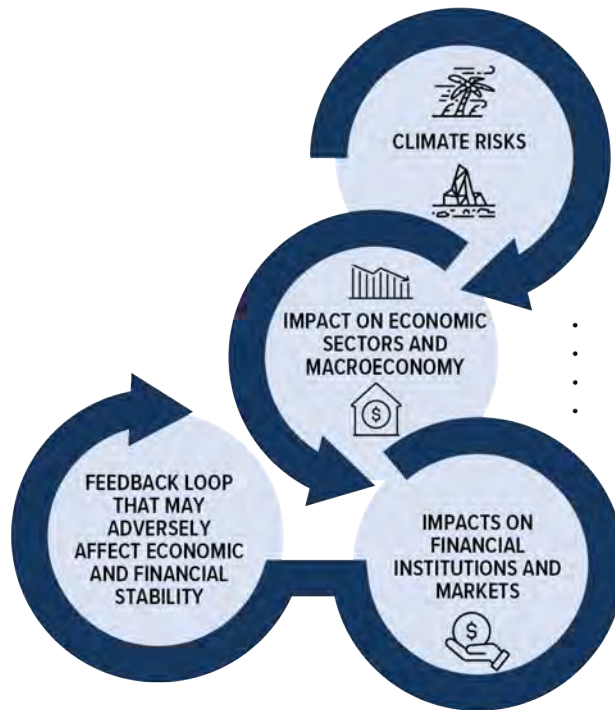 CLIMATE RISKS
IMPACT ON ECONOMIC
SECTORS AND
MACROECONOMY
$
FEEDBACK LOOP
THAT MAY
ADVERSELY
AFFECT ECONOMIC
AND FINANCIAL
STABILITY
IMPACTS ON
FINANCIAL
INSTITUTIONS AND
MARKETS
$